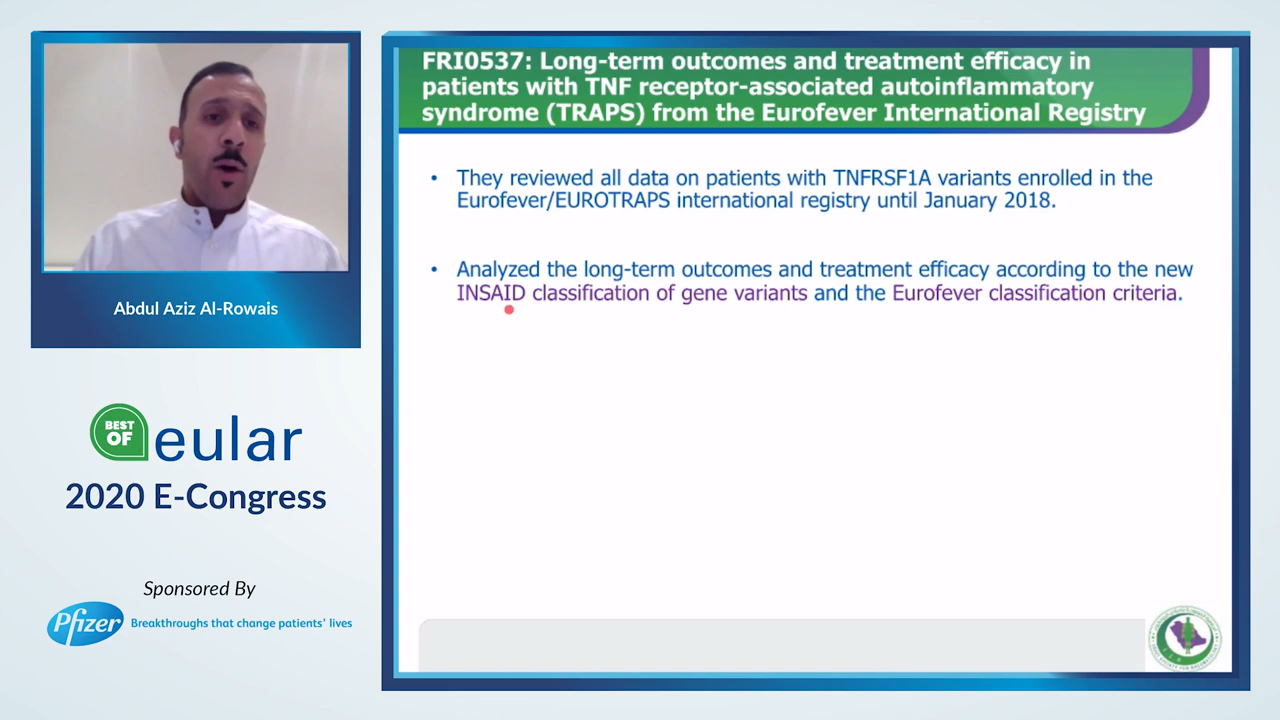 FRI0537: Long-term outcomes and treatment efficacy in
patients with TNF receptor-associated autoinflammatory
syndrome (TRAPS) from the Eurofever International Registry
• They reviewed all data on patients with TNFRSF1A variants enrolled in the
Eurofever/EUROTRAPS international registry until January 2018.
• Analyzed the long-term outcomes and treatment efficacy according to the new
INSAID classification of gene variants and the Eurofever classification criteria.
Abdul Aziz Al-Rowais
BEST
OF
eular
2020 E-Congress
Sponsored By
Pfizer
Breakthroughs that change patients' lives